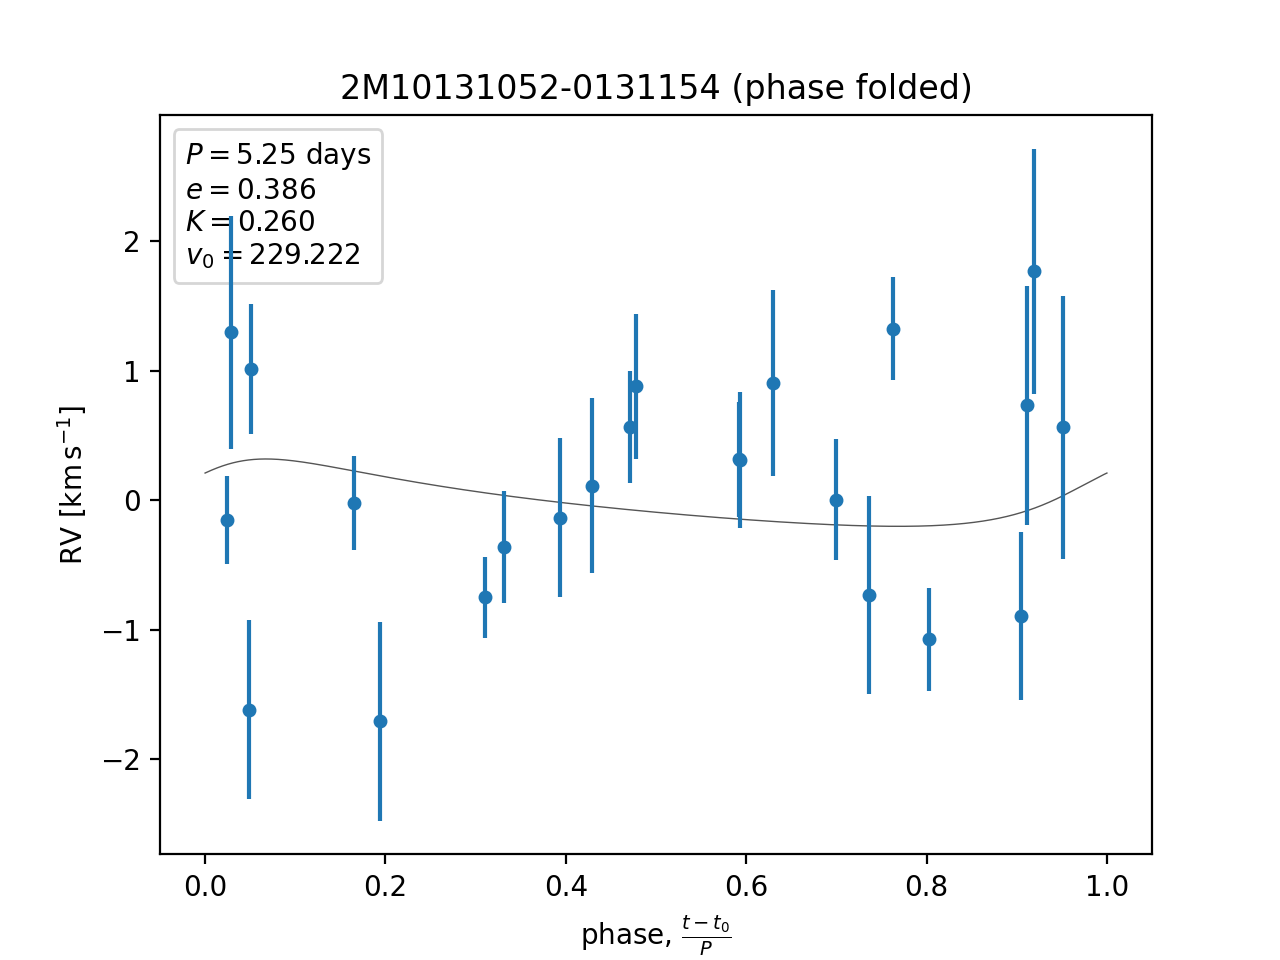 2M10131052-0131154 (phase folded)
P = 5.25 days
e = 0.386
K = 0.260
v₀ = 229.222
2
1
0
−1
−2
RV [km s⁻¹]
0.0 0.2 0.4 0.6 0.8 1.0
phase, (t − t₀)/P